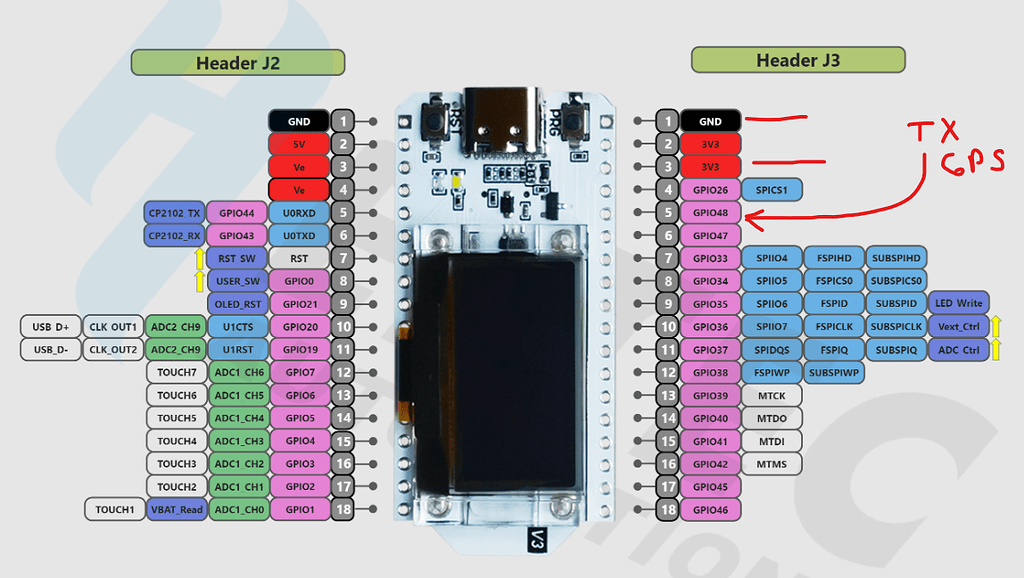 Header J2
Header J3
GND 1
5V 2
Ve 3
Ve 4
CP2102_TX GPIO44 U0RXD 5
CP2102_RX GPIO43 U0TXD 6
RST_SW RST 7
USER_SW GPIO0 8
OLED_RST GPIO21 9
USB_D+ CLK_OUT1 ADC2_CH9 U1CTS GPIO20 10
USB_D- CLK_OUT2 ADC2_CH9 U1RST GPIO19 11
TOUCH7 ADC1_CH6 GPIO7 12
TOUCH6 ADC1_CH5 GPIO6 13
TOUCH5 ADC1_CH4 GPIO5 14
TOUCH4 ADC1_CH3 GPIO4 15
TOUCH3 ADC1_CH2 GPIO3 16
TOUCH2 ADC1_CH1 GPIO2 17
TOUCH1 VBAT_Read ADC1_CH0 GPIO1 18
RST
PRG
V3
1 GND
2 3V3
3 3V3
4 GPIO26 SPICS1
5 GPIO48
6 GPIO47
7 GPIO33 SPIIO4 FSPIHD SUBSPIHD
8 GPIO34 SPIIO5 FSPICS0 SUBSPICS0
9 GPIO35 SPIIO6 FSPID SUBSPID LED_Write
10 GPIO36 SPIIO7 FSPICLK SUBSPICLK Vext_Ctrl
11 GPIO37 SPIDQS FSPIQ SUBSPIQ ADC_Ctrl
12 GPIO38 FSPIWP SUBSPIWP
13 GPIO39 MTCK
14 GPIO40 MTDO
15 GPIO41 MTDI
16 GPIO42 MTMS
17 GPIO45
18 GPIO46
TX
GPS